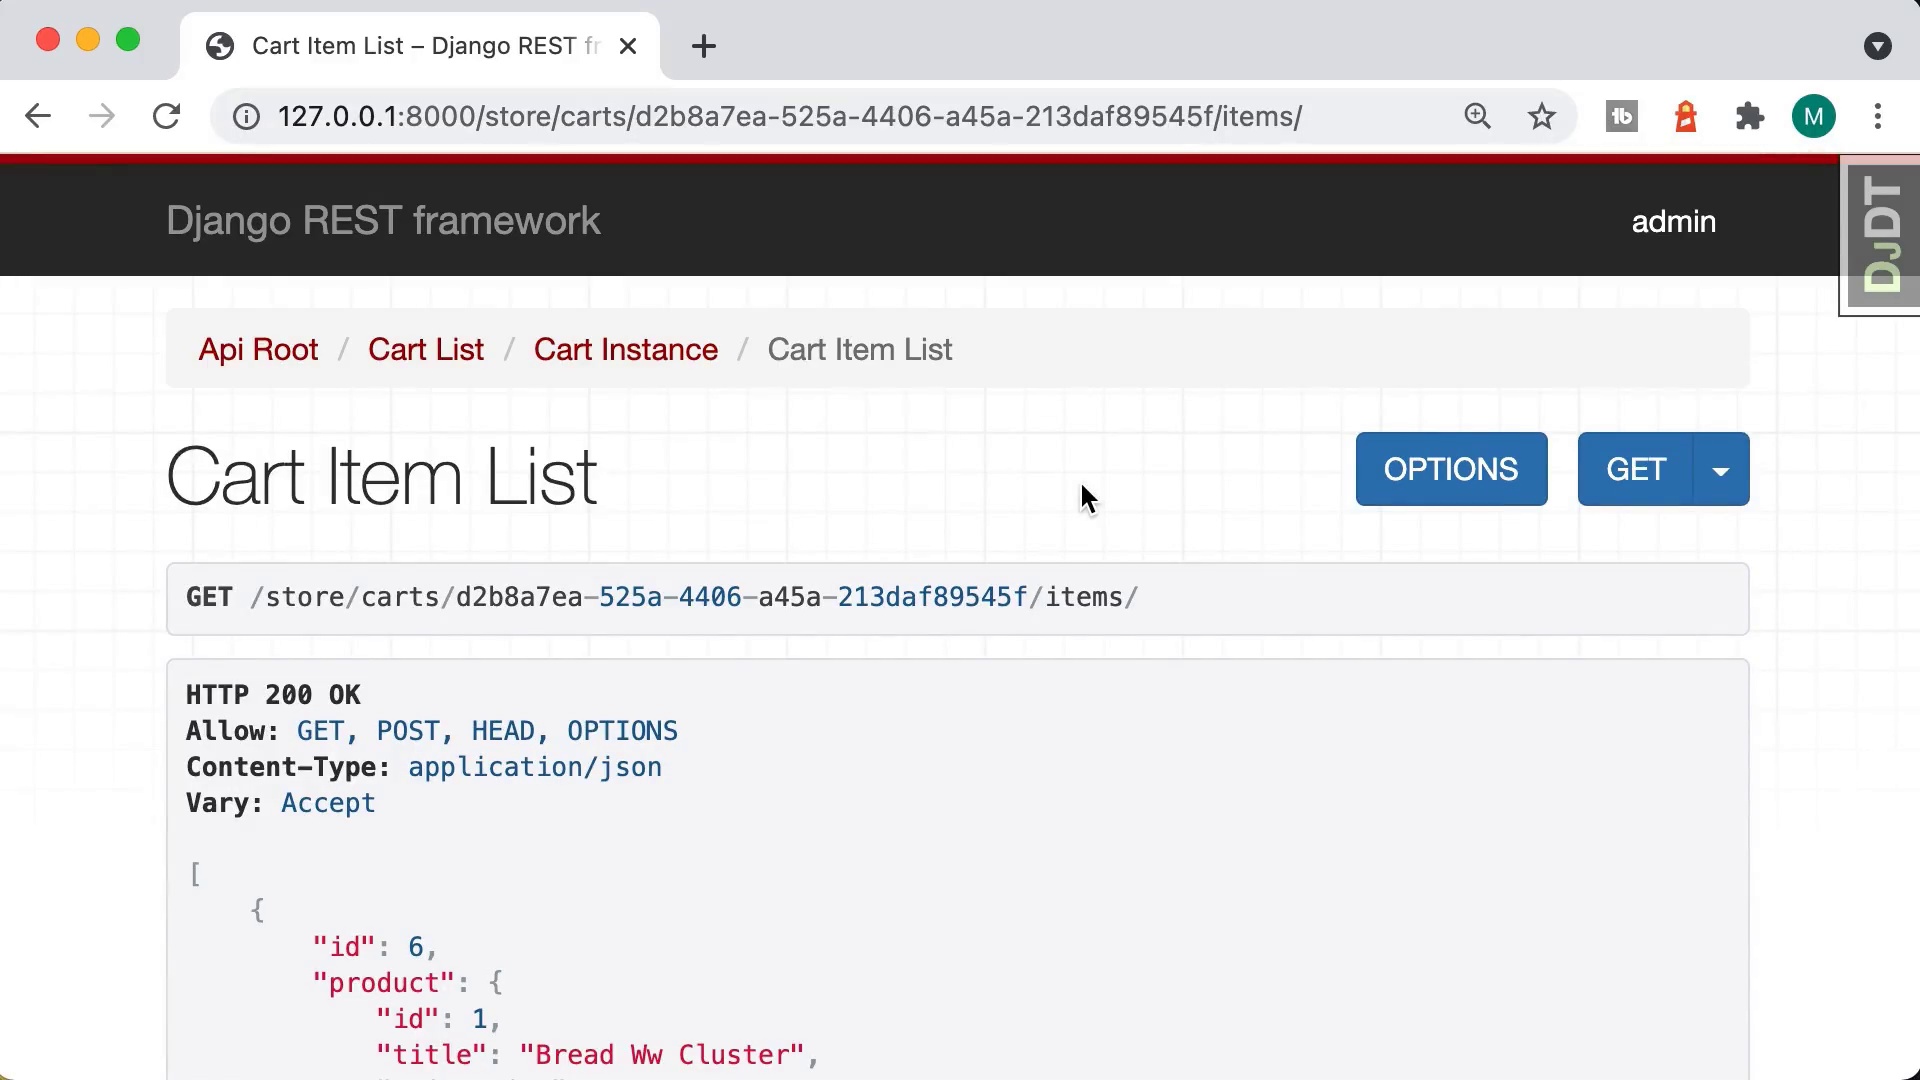 Cart Item List – Django REST fr
127.0.0.1:8000/store/carts/d2b8a7ea-525a-4406-a45a-213daf89545f/items/
M
Django REST framework
admin
DJDT
Api Root / Cart List / Cart Instance / Cart Item List
Cart Item List
OPTIONS
GET
GET /store/carts/d2b8a7ea-525a-4406-a45a-213daf89545f/items/
HTTP 200 OK
Allow: GET, POST, HEAD, OPTIONS
Content-Type: application/json
Vary: Accept
[
{
"id": 6,
"product": {
"id": 1,
"title": "Bread Ww Cluster",